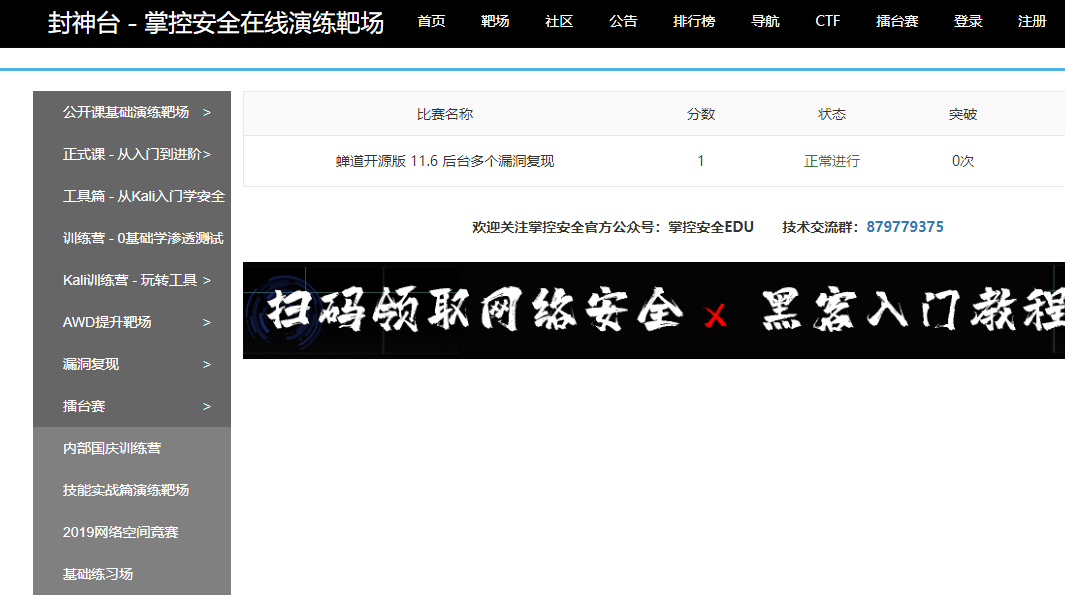 封神台 - 掌控安全在线演练靶场 首页 靶场 社区 公告 排行榜 导航 CTF 擂台赛 登录 注册
公开课基础演练靶场 >
正式课 - 从入门到进阶>
工具篇 - 从Kali入门学安全
训练营 - 0基础学渗透测试
Kali训练营 - 玩转工具 >
AWD提升靶场 >
漏洞复现 >
擂台赛 >
内部国庆训练营
技能实战篇演练靶场
2019网络空间竞赛
基础练习场
比赛名称 分数 状态 突破
蝉道开源版 11.6 后台多个漏洞复现 1 正常进行 0次
欢迎关注掌控安全官方公众号：掌控安全EDU 技术交流群：879779375
扫码领取网络安全 X 黑客入门教程